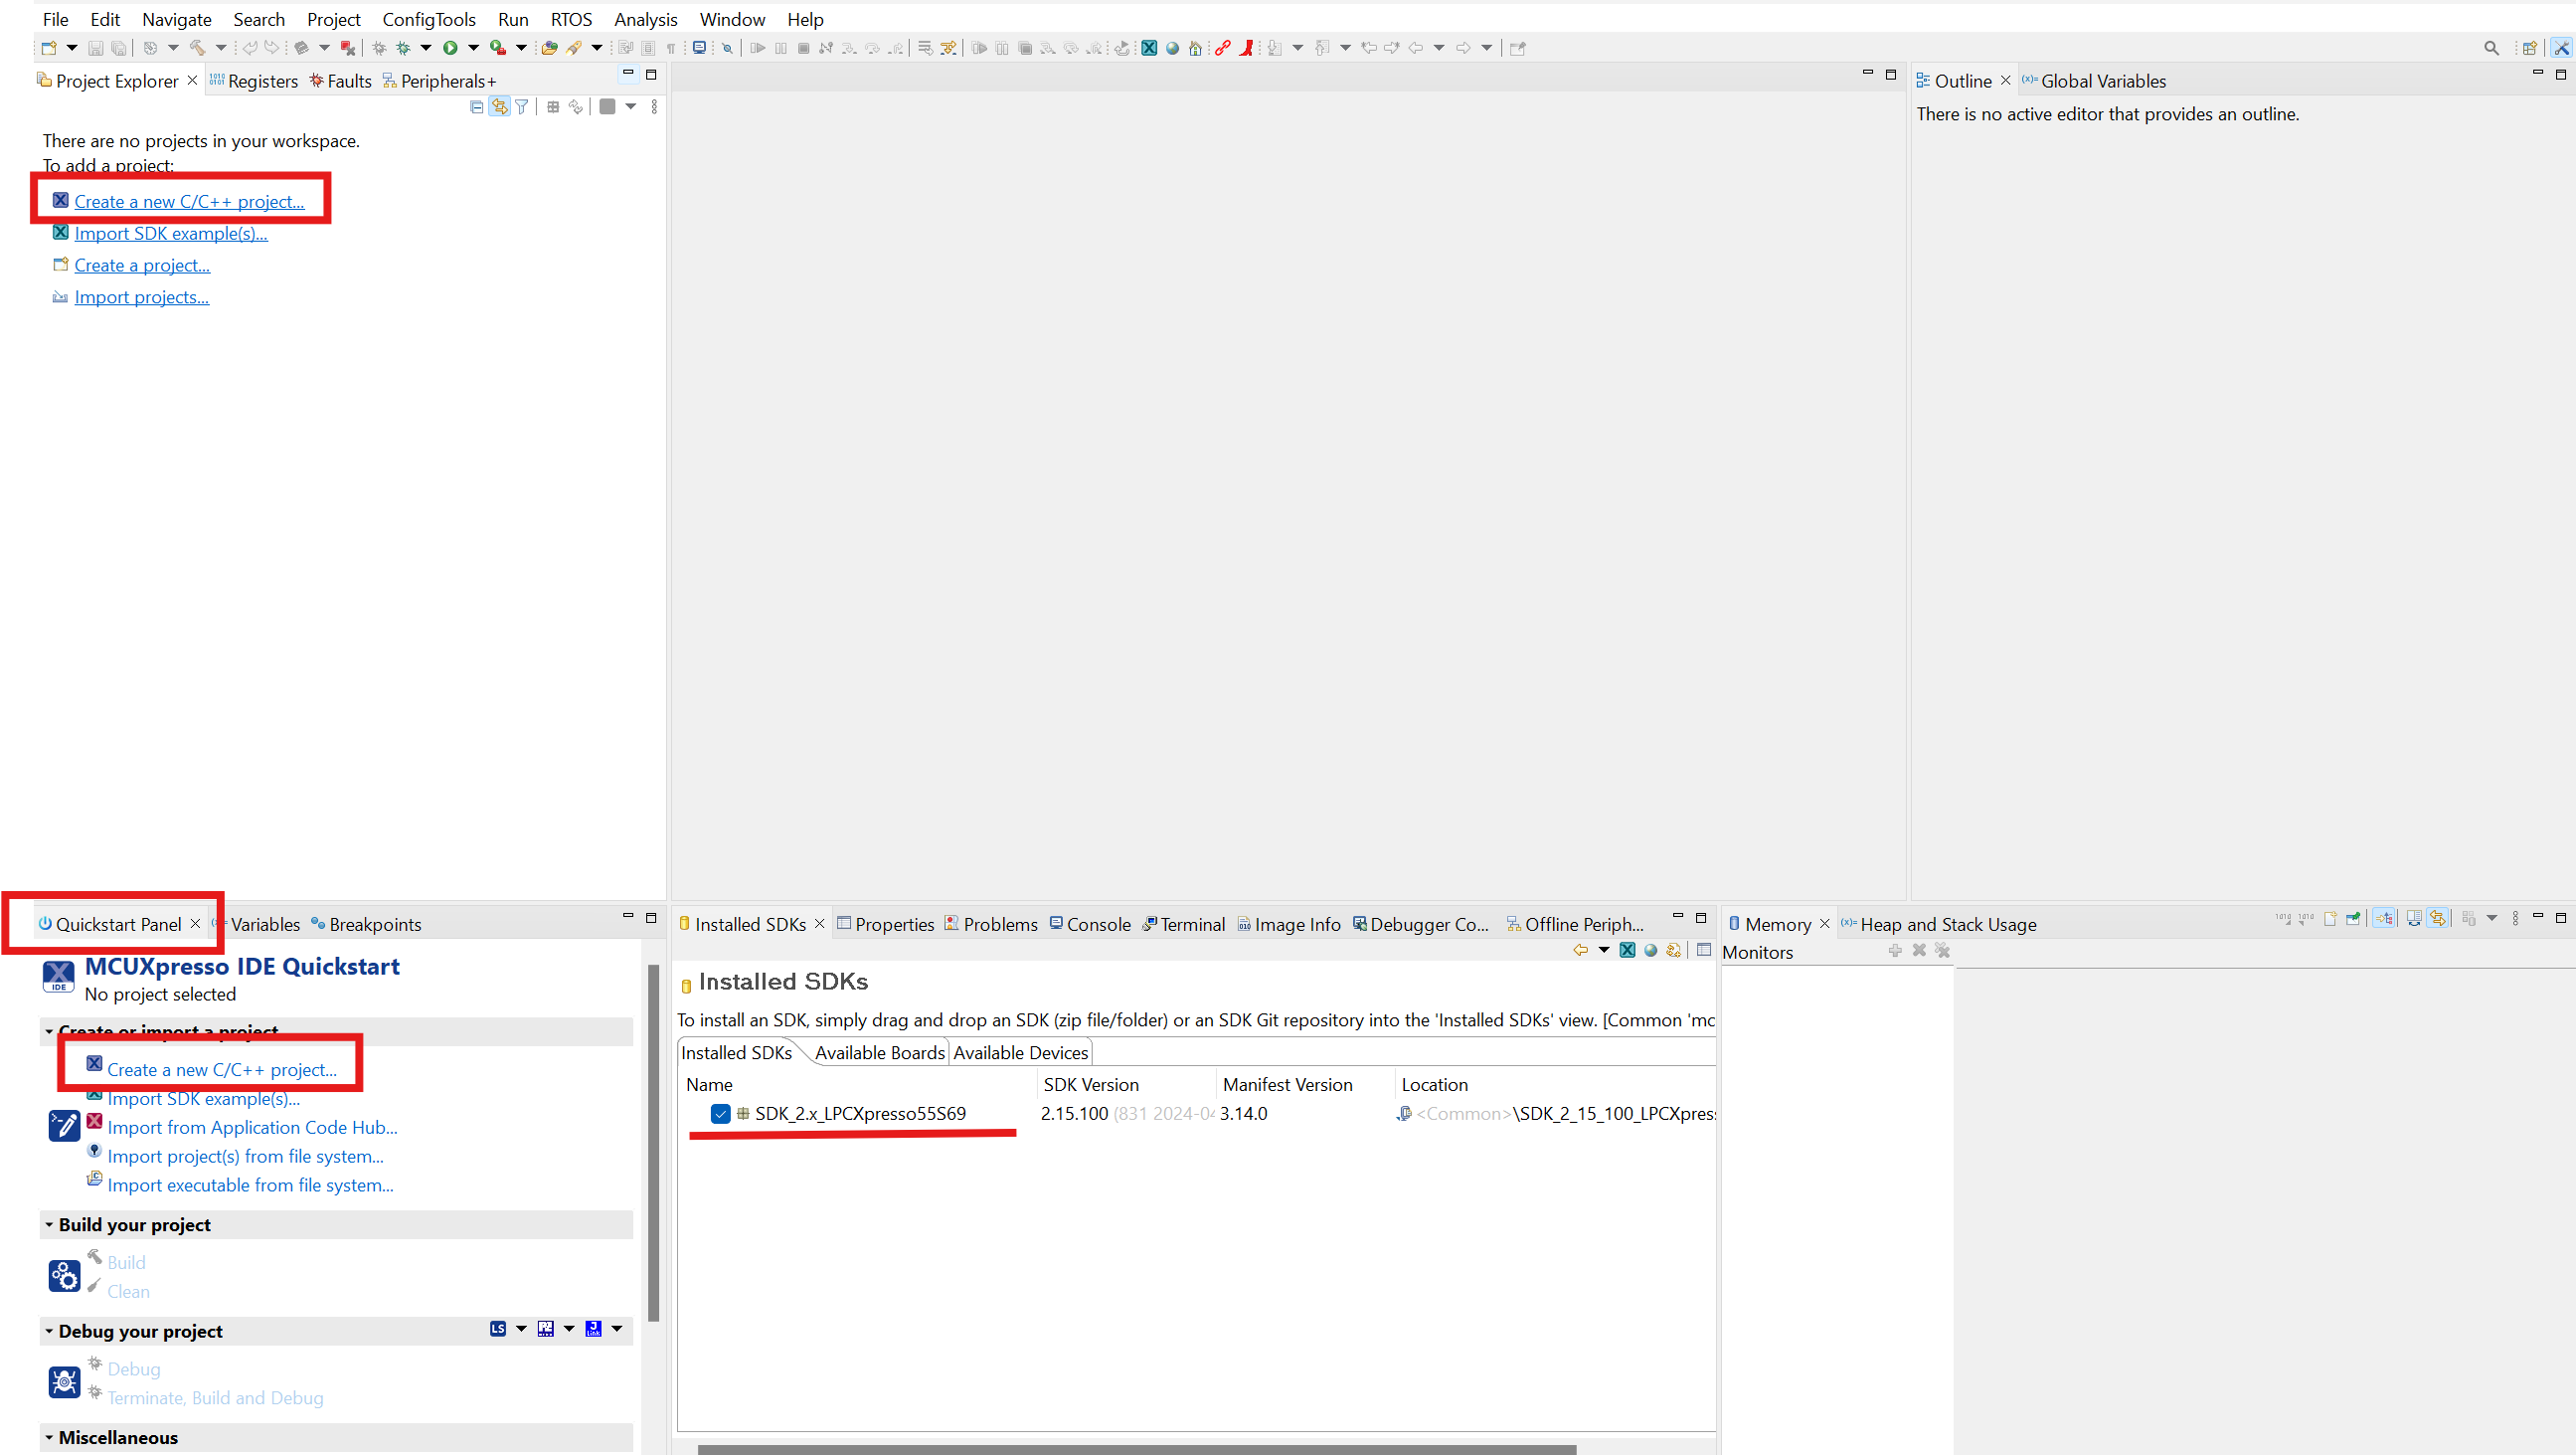 File Edit Navigate Search Project ConfigTools Run RTOS Analysis Window Help
Project Explorer Registers Faults Peripherals+
There are no projects in your workspace.
To add a project:
Create a new C/C++ project...
Import SDK example(s)...
Create a project...
Import projects...
Outline Global Variables
There is no active editor that provides an outline.
Quickstart Panel Variables Breakpoints
MCUXpresso IDE Quickstart
No project selected
Create or import a project
Create a new C/C++ project...
Import SDK example(s)...
Import from Application Code Hub...
Import project(s) from file system...
Import executable from file system...
Build your project
Build
Clean
Debug your project
Debug
Terminate, Build and Debug
Miscellaneous
Installed SDKs Properties Problems Console Terminal Image Info Debugger Co... Offline Periph...
Installed SDKs
To install an SDK, simply drag and drop an SDK (zip file/folder) or an SDK Git repository into the 'Installed SDKs' view. [Common 'mc
Installed SDKs Available Boards Available Devices
Name SDK Version Manifest Version Location
SDK_2.x_LPCXpresso55S69 2.15.100 (831 2024-04 3.14.0 <Common>\SDK_2_15_100_LPCXpres
Memory Heap and Stack Usage
Monitors